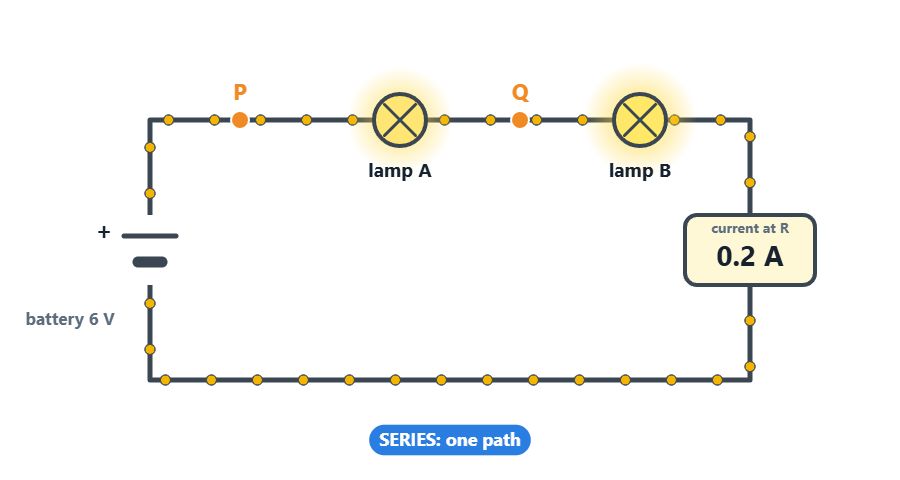 P
Q
lamp A
lamp B
+
current at R
0.2 A
battery 6 V
SERIES: one path